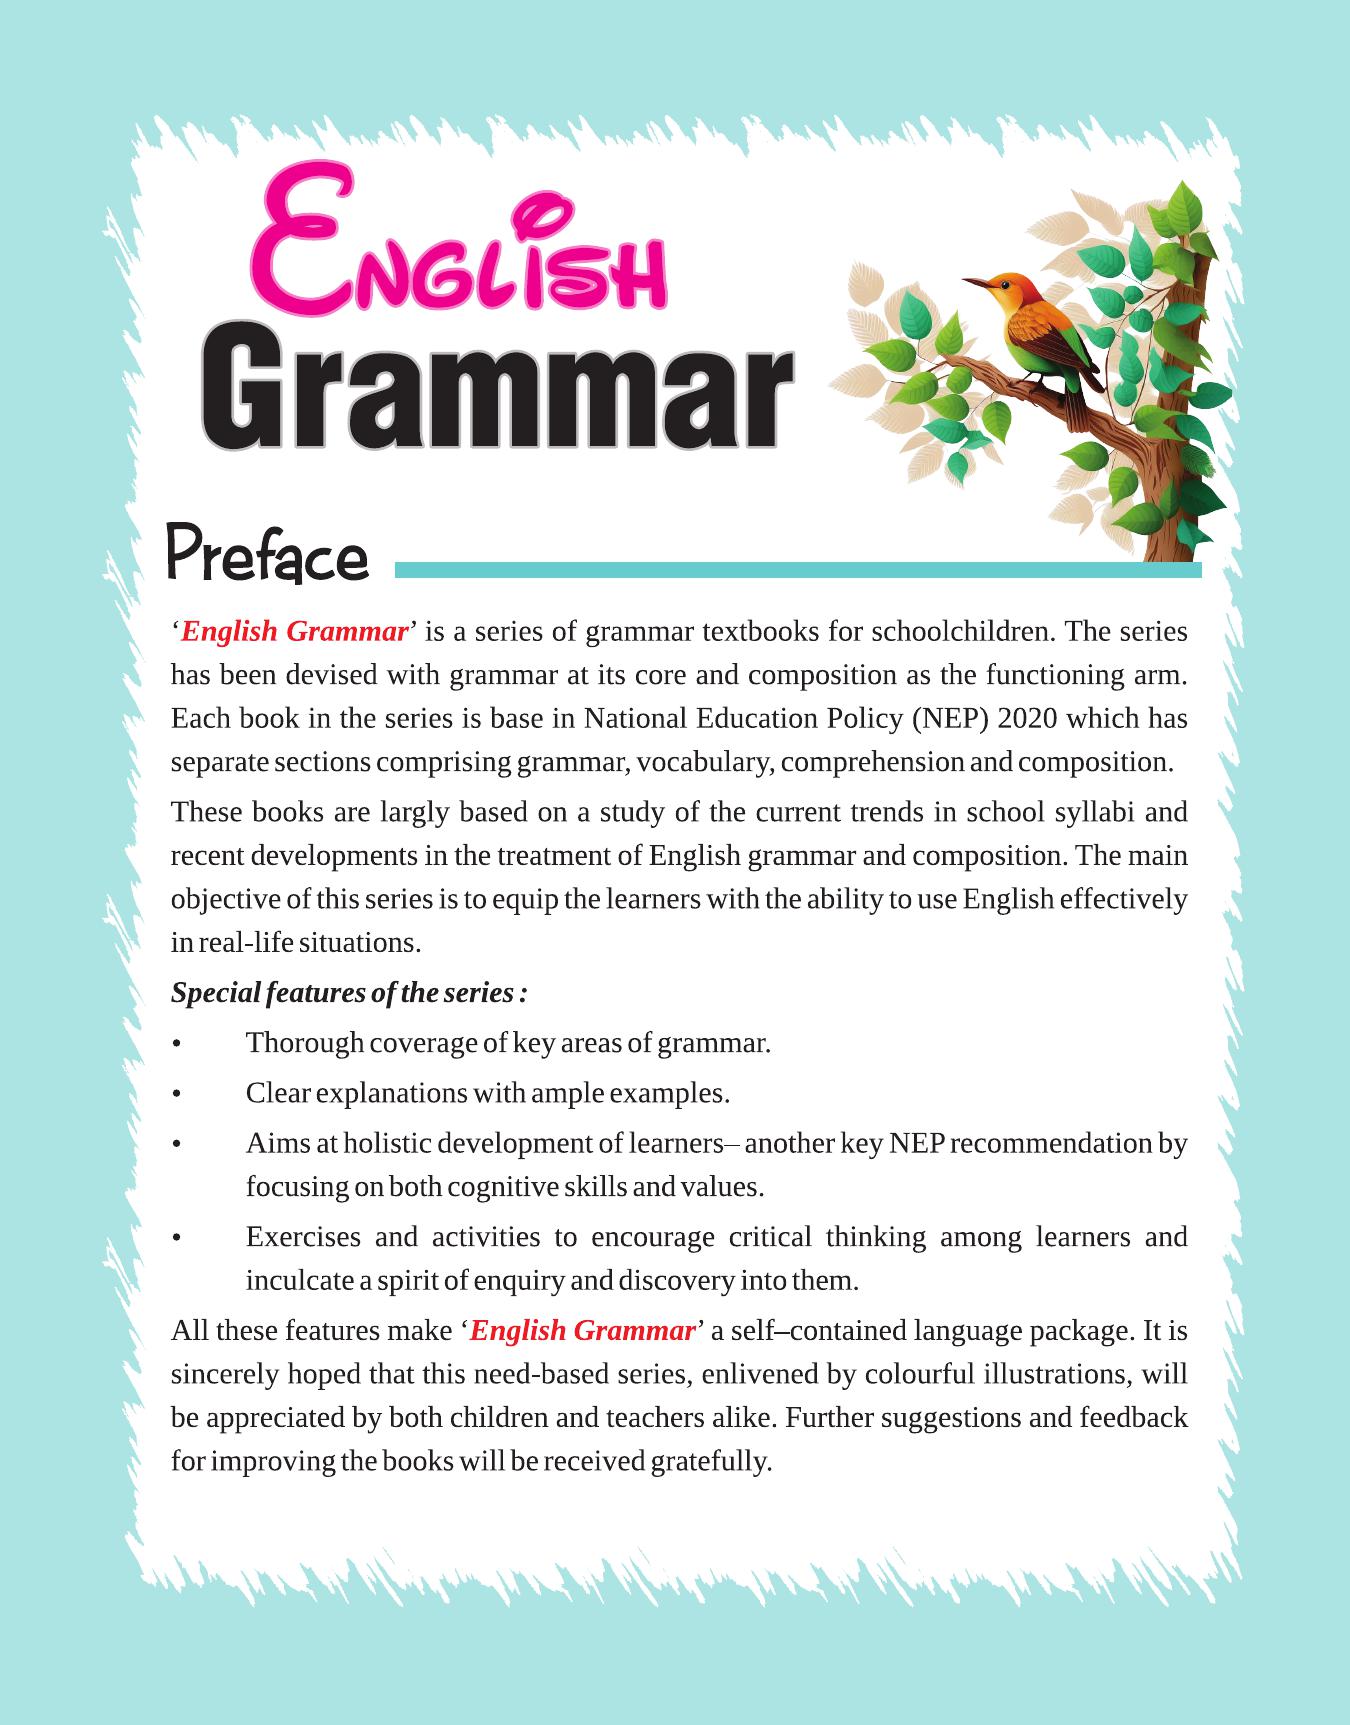 English
Grammar
Preface
‘English Grammar’ is a series of grammar textbooks for schoolchildren. The series
has been devised with grammar at its core and composition as the functioning arm.
Each book in the series is base in National Education Policy (NEP) 2020 which has
separate sections comprising grammar, vocabulary, comprehension and composition.
These books are largly based on a study of the current trends in school syllabi and
recent developments in the treatment of English grammar and composition. The main
objective of this series is to equip the learners with the ability to use English effectively
in real-life situations.
Special features of the series :
• Thorough coverage of key areas of grammar.
• Clear explanations with ample examples.
• Aims at holistic development of learners– another key NEP recommendation by
focusing on both cognitive skills and values.
• Exercises and activities to encourage critical thinking among learners and
inculcate a spirit of enquiry and discovery into them.
All these features make ‘English Grammar’ a self–contained language package. It is
sincerely hoped that this need-based series, enlivened by colourful illustrations, will
be appreciated by both children and teachers alike. Further suggestions and feedback
for improving the books will be received gratefully.